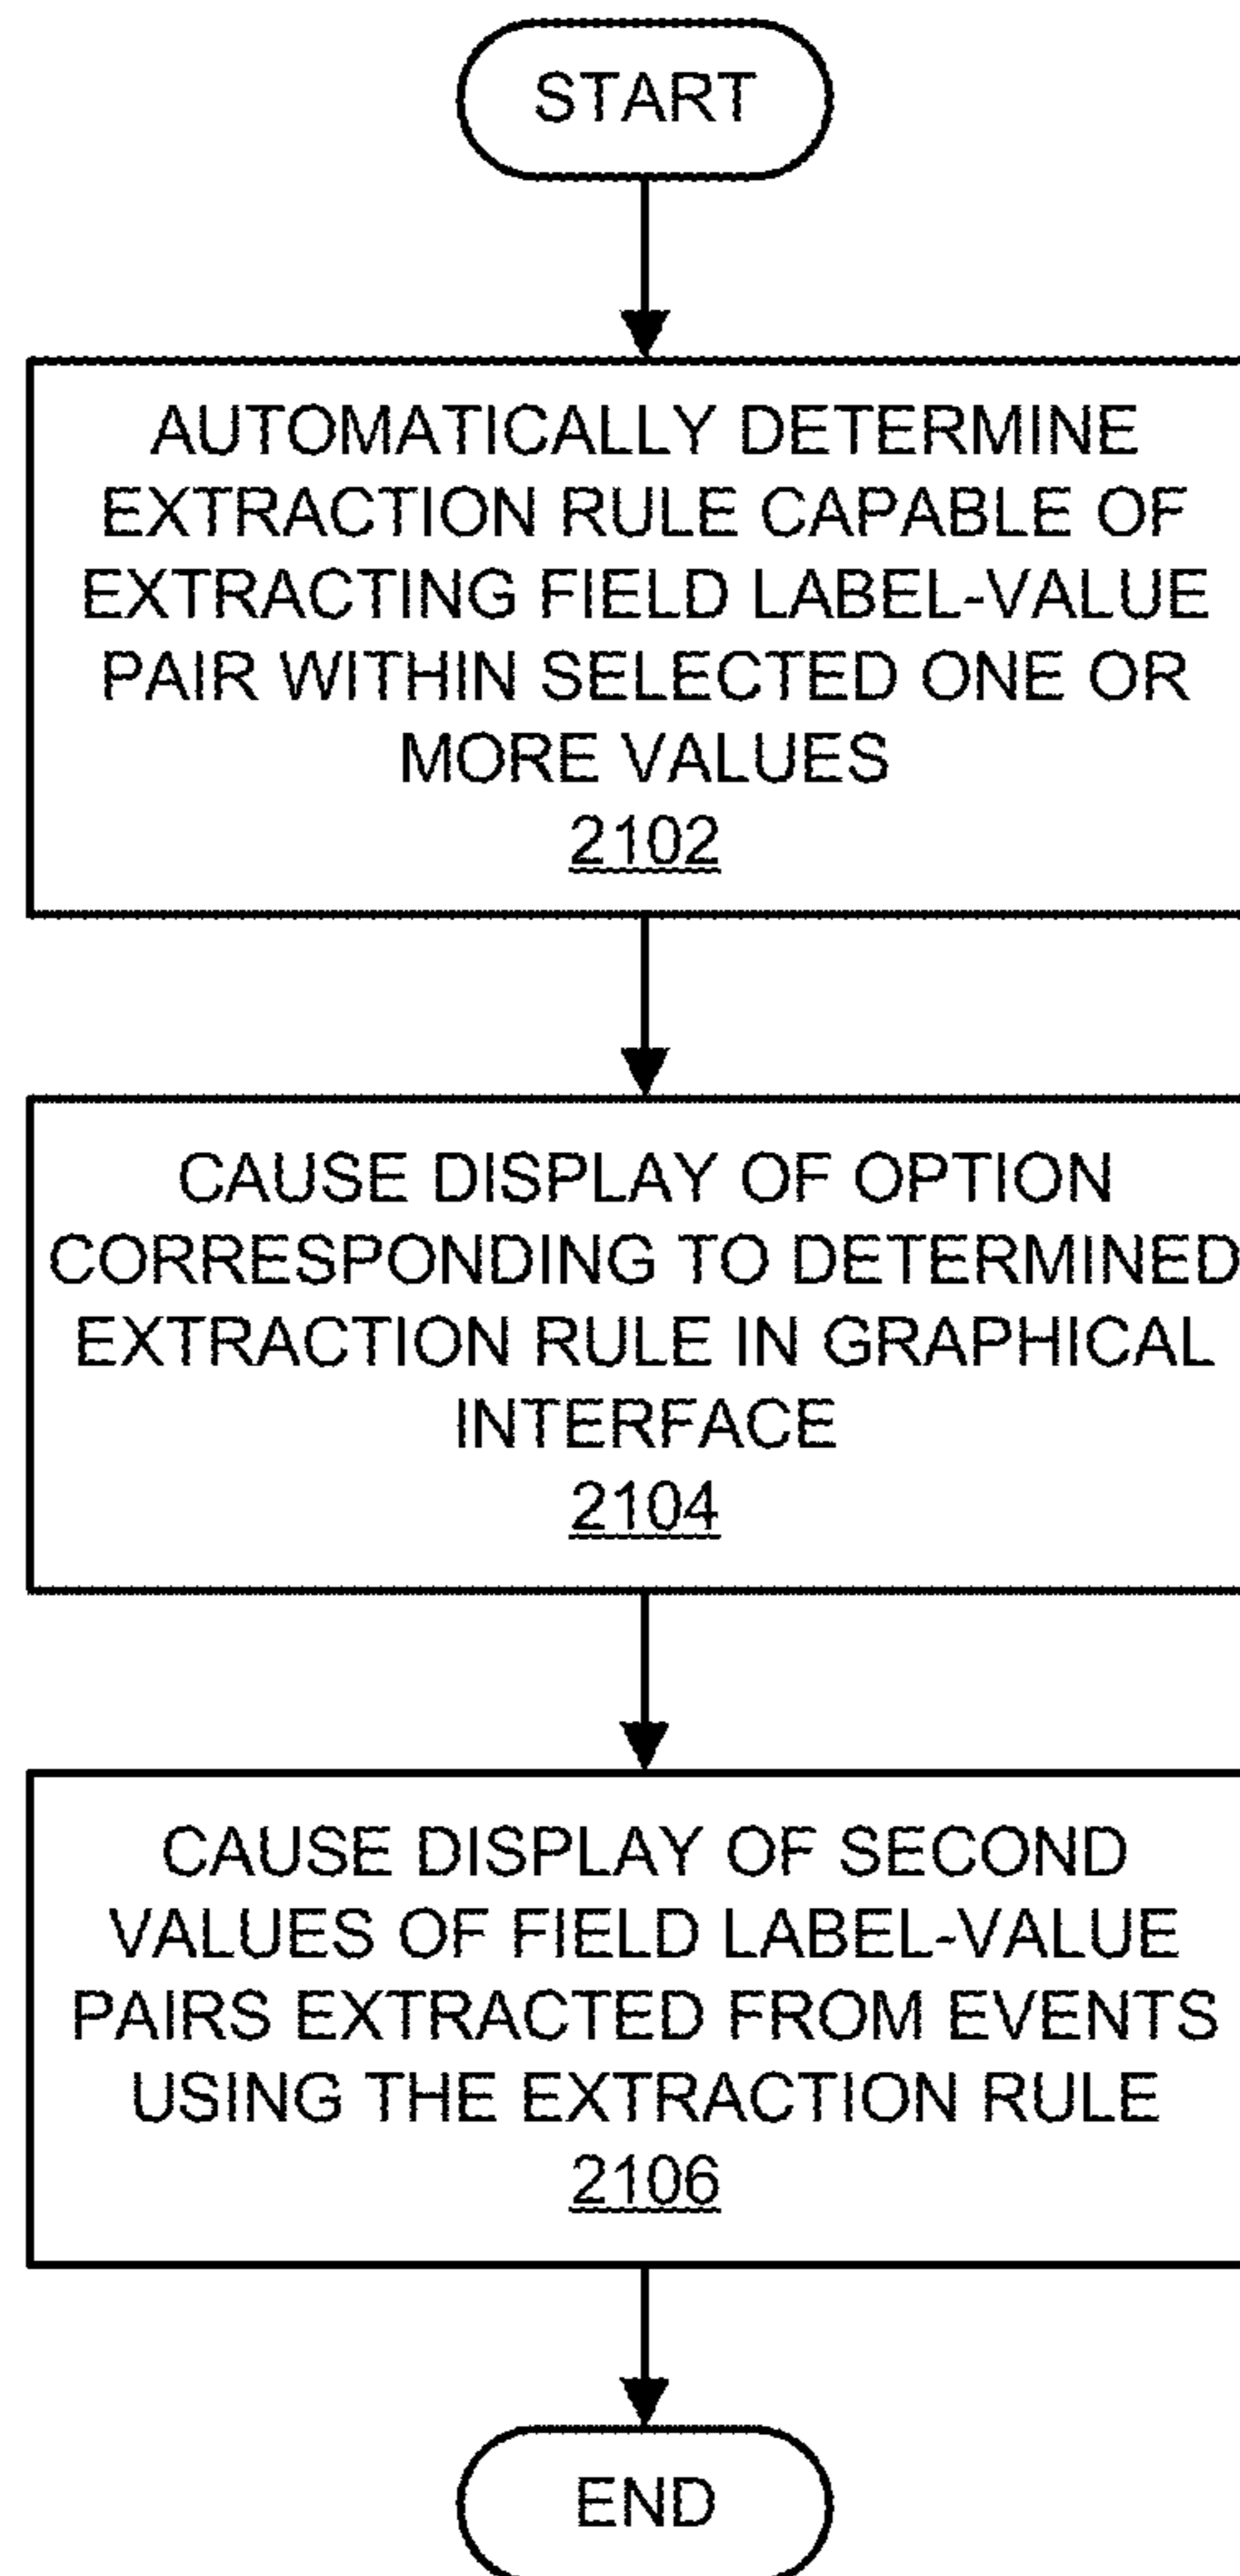 START
AUTOMATICALLY DETERMINE
EXTRACTION RULE CAPABLE OF
EXTRACTING FIELD LABEL-VALUE
PAIR WITHIN SELECTED ONE OR
MORE VALUES
2102
CAUSE DISPLAY OF OPTION
CORRESPONDING TO DETERMINED
EXTRACTION RULE IN GRAPHICAL
INTERFACE
2104
CAUSE DISPLAY OF SECOND
VALUES OF FIELD LABEL-VALUE
PAIRS EXTRACTED FROM EVENTS
USING THE EXTRACTION RULE
2106
END